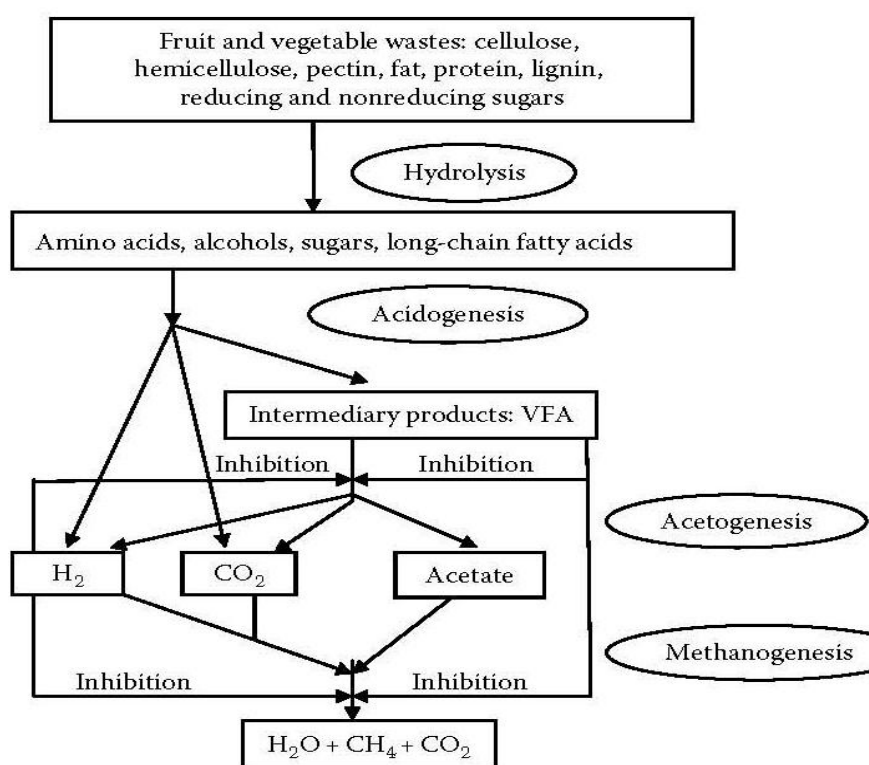 Fruit and vegetable wastes: cellulose,
hemicellulose, pectin, fat, protein, lignin,
reducing and nonreducing sugars
Hydrolysis
Amino acids, alcohols, sugars, long-chain fatty acids
Acidogenesis
Intermediary products: VFA
Inhibition
Inhibition
Acetogenesis
H₂
CO₂
Acetate
Methanogenesis
Inhibition
Inhibition
H₂O + CH₄ + CO₂